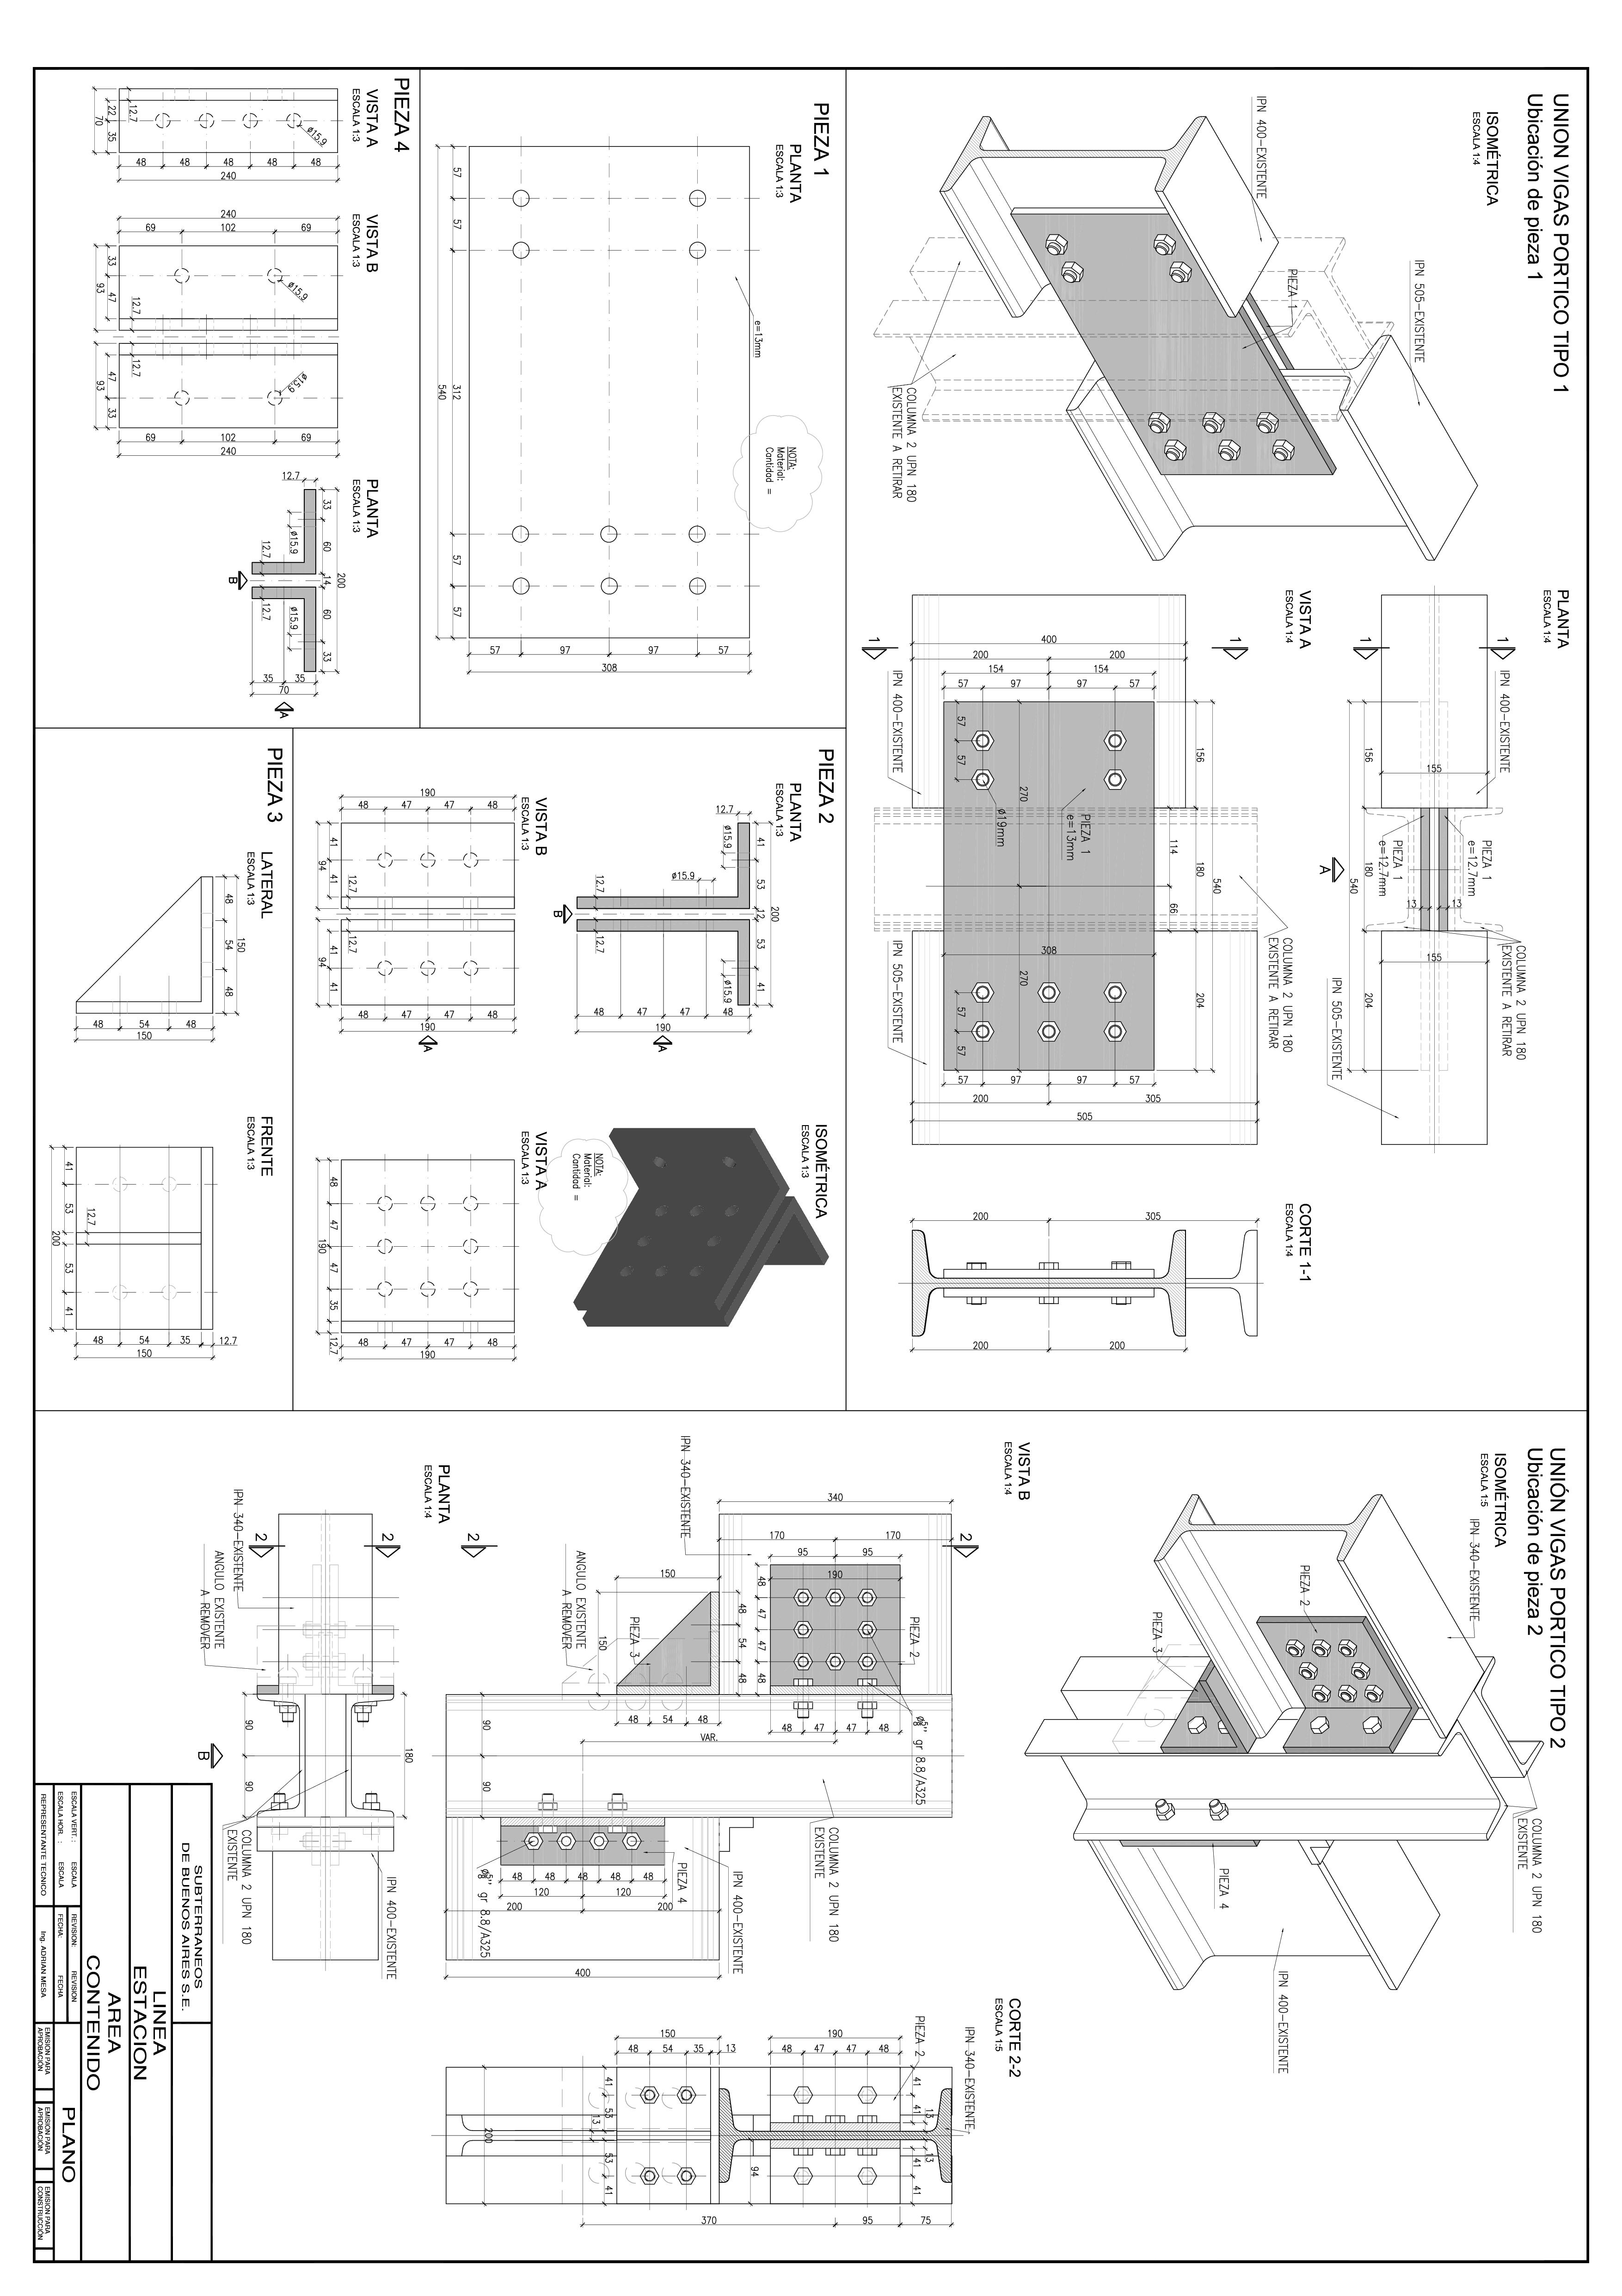 UNION VIGAS PORTICO TIPO 1
Ubicación de pieza 1
ISOMÉTRICA
ESCALA 1:4
IPN 505-EXISTENTE
PIEZA 1
IPN 400-EXISTENTE
COLUMNA 2 UPN 180
EXISTENTE A RETIRAR
PLANTA
ESCALA 1:4
1
IPN 400-EXISTENTE
COLUMNA 2 UPN 180
EXISTENTE A RETIRAR
PIEZA 1
e=12.7mm
13
155
155
13
PIEZA 1
e=12.7mm
1
156
180
204
540
A
IPN 505-EXISTENTE
VISTA A
ESCALA 1:4
COLUMNA 2 UPN 180
EXISTENTE A RETIRAR
1
540
156
180
204
114
66
305
57
57
200
154
97
PIEZA 1
e=13mm
97
505
400
308
270
270
97
97
154
200
200
ø19mm
57
57
57
57
57
57
IPN 400-EXISTENTE
IPN 505-EXISTENTE
1
CORTE 1-1
ESCALA 1:4
305
200
200
200
PIEZA 1
PLANTA
ESCALA 1:3
NOTA:
Material:
Cantidad =
e=13mm
57
97
308
97
57
57
57
312
57
57
540
PIEZA 4
VISTA A
ESCALA 1:3
ø15.9
48
48
48
48
48
240
12.7
22
35
70
VISTA B
ESCALA 1:3
69
ø15.9
ø15.9
69
240
102
102
240
69
69
12.7
12.7
33
47
47
33
93
93
PLANTA
ESCALA 1:3
200
33
60
14
60
33
12.7
ø15.9
ø15.9
35
70
A
35
12.7
12.7
B
PIEZA 2
PLANTA
ESCALA 1:3
200
41
53
12
53
41
12.7
ø15.9
ø15.9
48
ø15.9
47
190
A
47
12.7
12.7
48
B
ISOMÉTRICA
ESCALA 1:3
NOTA:
Material:
Cantidad =
VISTA B
ESCALA 1:3
48
48
47
47
190
190
A
47
47
48
48
12.7
12.7
41
41
41
41
94
94
VISTA A
ESCALA 1:3
48
47
190
47
48
48
47
47
35
12.7
190
PIEZA 3
LATERAL
ESCALA 1:3
150
48
54
48
48
54
150
48
FRENTE
ESCALA 1:3
12.7
35
54
150
48
12.7
41
53
53
41
200
UNIÓN VIGAS PORTICO TIPO 2
Ubicación de pieza 2
ISOMÉTRICA
ESCALA 1:5
COLUMNA 2 UPN 180
EXISTENTE
IPN 340-EXISTENTE
PIEZA 2
IPN 400-EXISTENTE
PIEZA 4
PIEZA 3
VISTA B
ESCALA 1:4
2
PIEZA 2
ø5/8'' gr 8.8/A325
170
48
95
47
340
190
COLUMNA 2 UPN 180
EXISTENTE
47
95
48
170
48
47
47
48
48
54
48
IPN 400-EXISTENTE
VAR.
48
IPN 340-EXISTENTE
PIEZA 4
150
54
200
48
PIEZA 3
48
120
48
150
ANGULO EXISTENTE
A REMOVER
48
400
48
120
48
200
90
90
ø5/8'' gr 8.8/A325
2
CORTE 2-2
ESCALA 1:5
IPN 340-EXISTENTE
PIEZA 2
13
13
41
41
41
41
75
48
47
95
190
47
48
94
13
370
35
150
54
48
41
53
53
41
13
200
PLANTA
ESCALA 1:4
180
2
IPN 400-EXISTENTE
2
90
90
IPN 340-EXISTENTE
COLUMNA 2 UPN 180
EXISTENTE
ANGULO EXISTENTE
A REMOVER
B
SUBTERRANEOS
DE BUENOS AIRES S.E.
LINEA
ESTACION
AREA
CONTENIDO
ESCALA VERT. : ESCALA
REVISION: REVISION
PLANO
ESCALA HOR. : ESCALA
FECHA: FECHA
REPRESENTANTE TECNICO
Ing. ADRIAN MESA
EMISION PARA
APROBACIÓN
EMISION PARA
APROBACIÓN
EMISION PARA
CONSTRUCCIÓN